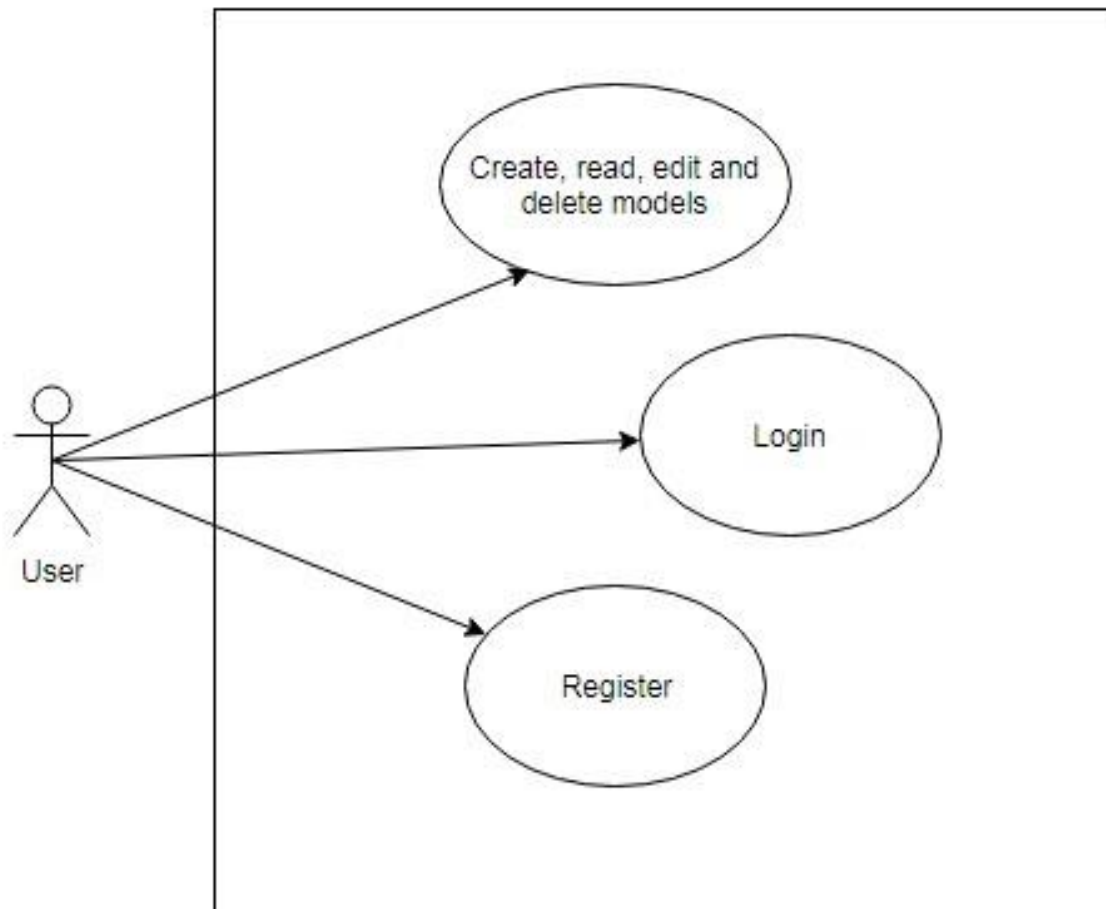 Create, read, edit and
delete models
Login
User
Register